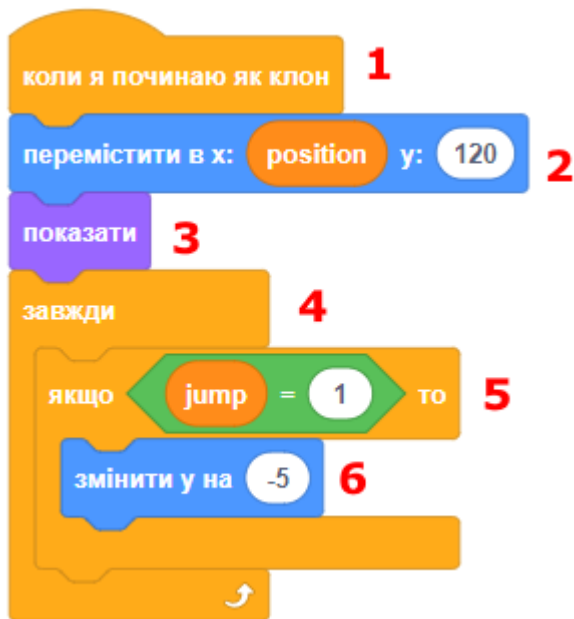 коли я починаю як клон 1
перемістити в x: position y: 120 2
показати 3
завжди 4
якщо jump = 1 то 5
змінити y на -5 6